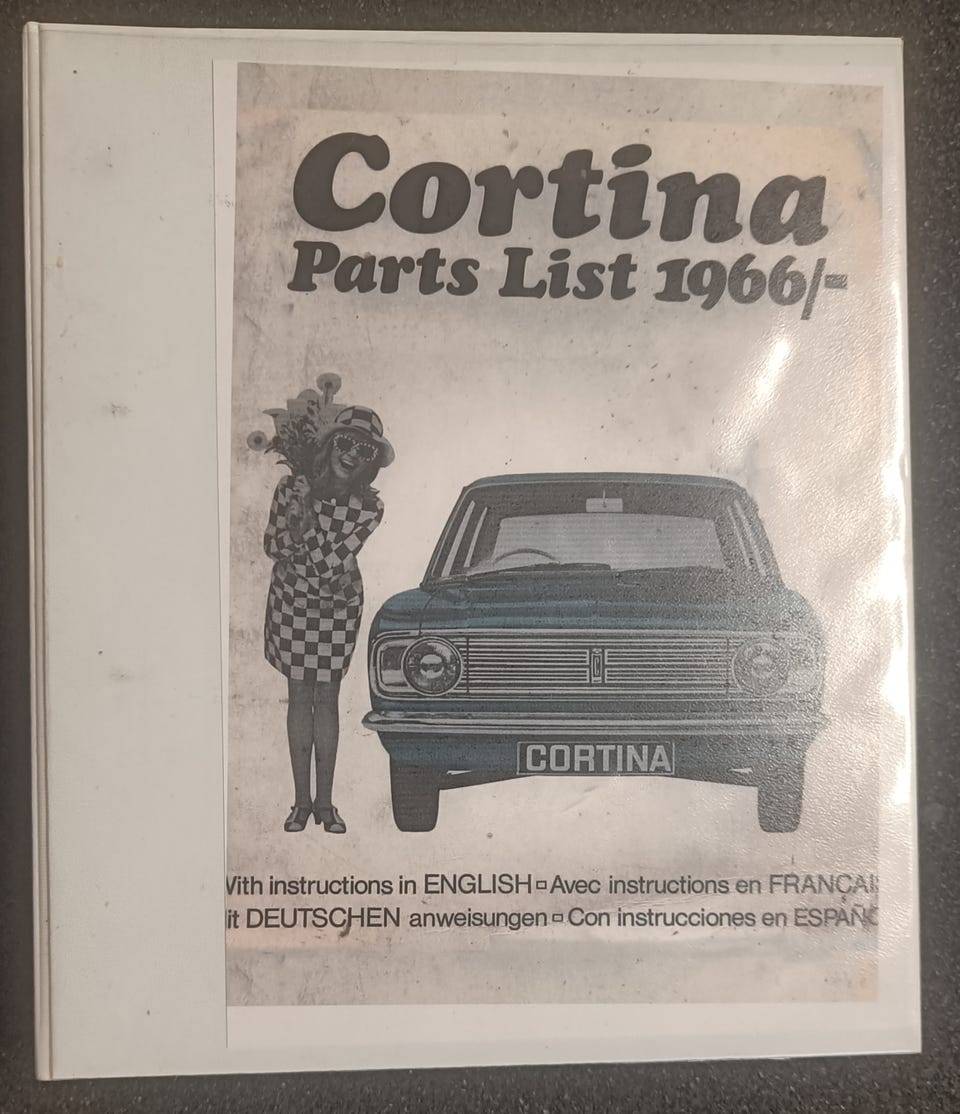 Cortina
Parts List 1966/-
CORTINA
With instructions in ENGLISH▫Avec instructions en FRANÇAI
it DEUTSCHEN anweisungen▫Con instrucciones en ESPAÑO